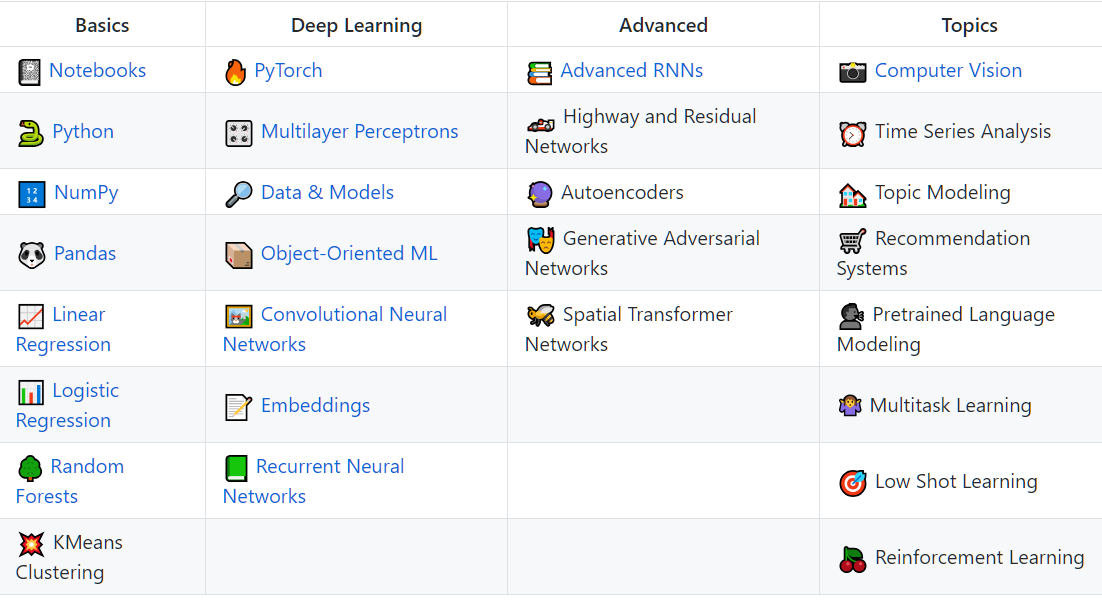 Basics Deep Learning Advanced Topics
Notebooks PyTorch Advanced RNNs Computer Vision
Python Multilayer Perceptrons Highway and Residual
Networks Time Series Analysis
NumPy Data & Models Autoencoders Topic Modeling
Pandas Object-Oriented ML Generative Adversarial
Networks Recommendation
Systems
Linear
Regression Convolutional Neural
Networks Spatial Transformer
Networks Pretrained Language
Modeling
Logistic
Regression Embeddings Multitask Learning
Random
Forests Recurrent Neural
Networks Low Shot Learning
KMeans
Clustering Reinforcement Learning